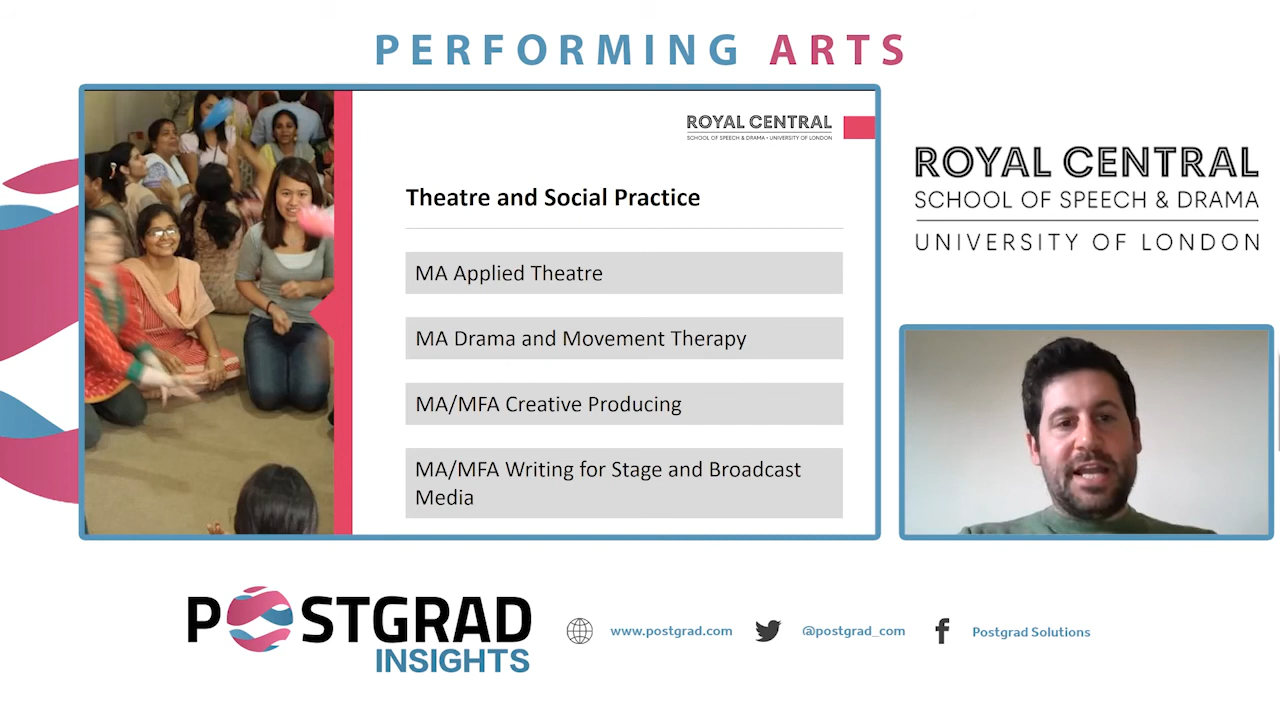 PERFORMING ARTS
ROYAL CENTRAL
SCHOOL OF SPEECH & DRAMA • UNIVERSITY OF LONDON
Theatre and Social Practice
MA Applied Theatre
MA Drama and Movement Therapy
MA/MFA Creative Producing
MA/MFA Writing for Stage and Broadcast
Media
ROYAL CENTRAL
SCHOOL OF SPEECH & DRAMA
UNIVERSITY OF LONDON
POSTGRAD
INSIGHTS
www.postgrad.com
@postgrad_com
Postgrad Solutions